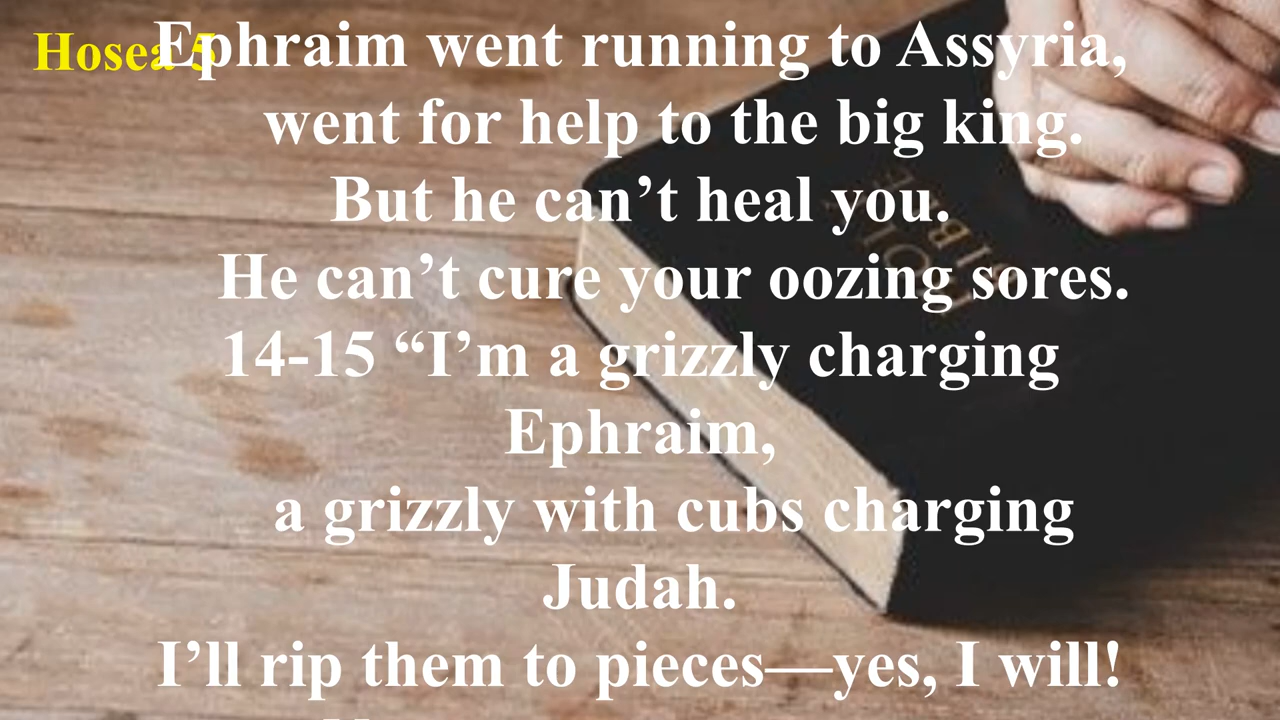 Hosea 5
Ephraim went running to Assyria,
went for help to the big king.
But he can’t heal you.
He can’t cure your oozing sores.
14-15 “I’m a grizzly charging
Ephraim,
a grizzly with cubs charging
Judah.
I’ll rip them to pieces—yes, I will!
HOLY
BIBLE